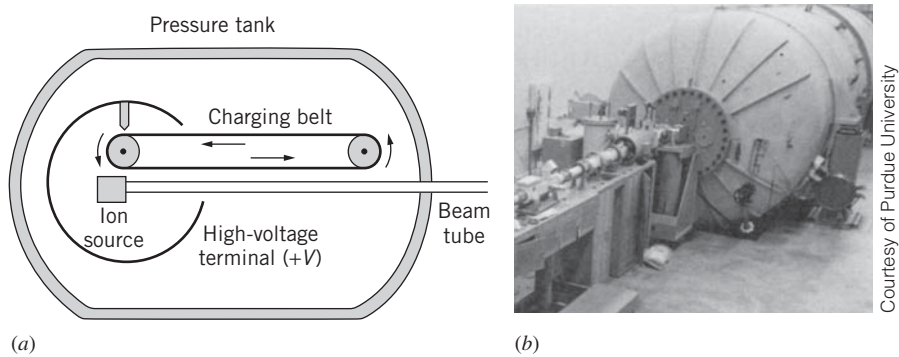 Pressure tank
Charging belt
Ion
source
High-voltage
terminal (+V)
Beam
tube
(a)
(b)
Courtesy of Purdue University